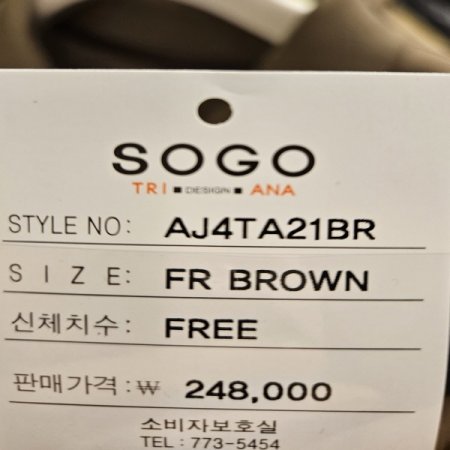 SOGO
TRI ■ DESIGN ■ ANA
STYLE NO: AJ4TA21BR
S I Z E: FR BROWN
신체치수: FREE
판매가격:₩ 248,000
소비자보호실
TEL : 773-5454